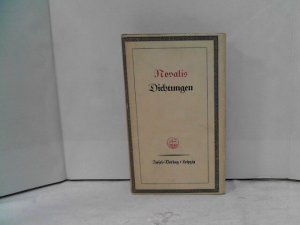 Novalis
Dichtungen
Insel-Verlag / Leipzig